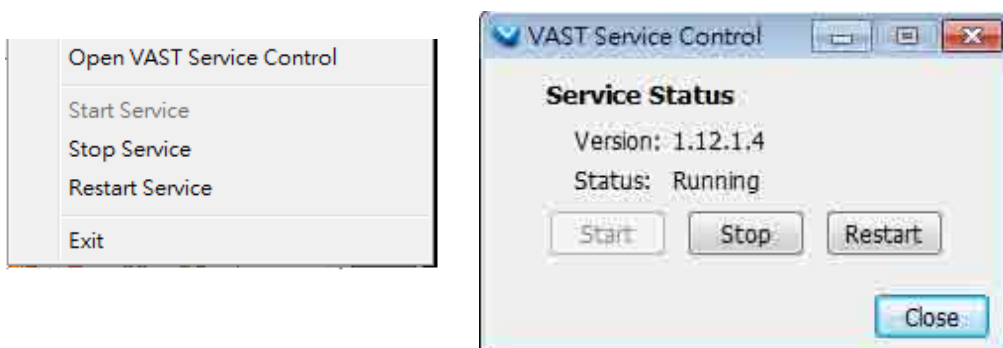 Open VAST Service Control
Start Service
Stop Service
Restart Service
Exit
VAST Service Control
Service Status
Version: 1.12.1.4
Status: Running
Start Stop Restart
Close